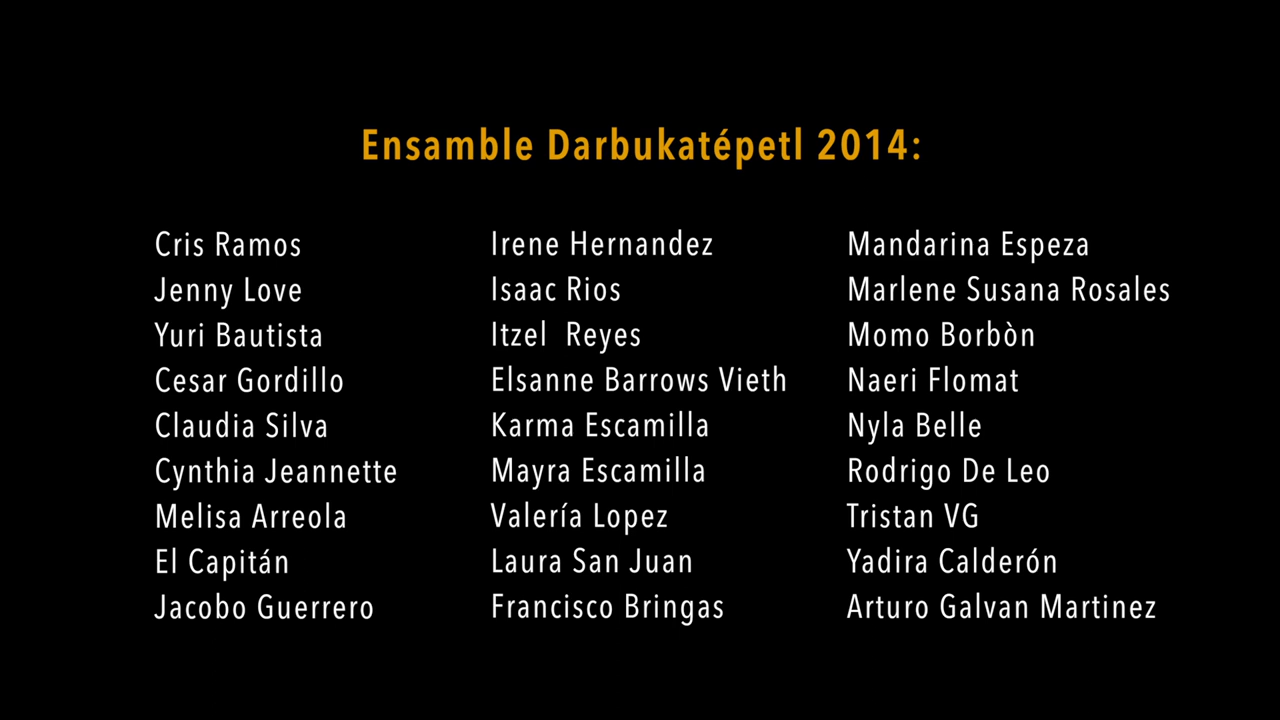 Ensamble Darbukatépetl 2014:
Cris Ramos
Jenny Love
Yuri Bautista
Cesar Gordillo
Claudia Silva
Cynthia Jeannette
Melisa Arreola
El Capitán
Jacobo Guerrero
Irene Hernandez
Isaac Rios
Itzel  Reyes
Elsanne Barrows Vieth
Karma Escamilla
Mayra Escamilla
Valería Lopez
Laura San Juan
Francisco Bringas
Mandarina Espeza
Marlene Susana Rosales
Momo Borbòn
Naeri Flomat
Nyla Belle
Rodrigo De Leo
Tristan VG
Yadira Calderón
Arturo Galvan Martinez